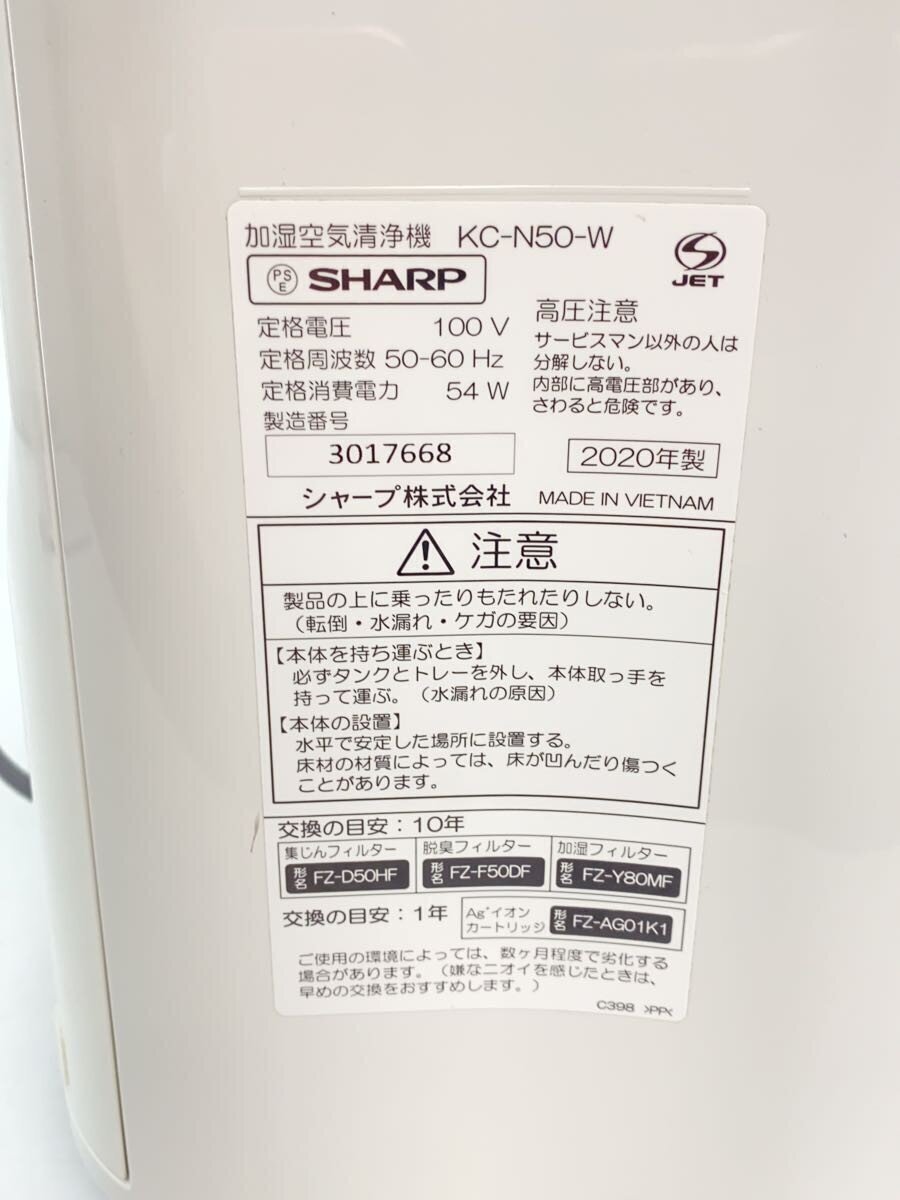 加湿空気清浄機 KC-N50-W
PSE SHARP
JET
定格電圧 100 V
定格周波数 50-60 Hz
定格消費電力 54 W
製造番号
3017668
シャープ株式会社
高圧注意
サービスマン以外の人は
分解しない。
内部に高電圧部があり、
さわると危険です。
2020年製
MADE IN VIETNAM
注意
製品の上に乗ったりもたれたりしない。
(転倒・水漏れ・ケガの要因)
【本体を持ち運ぶとき】
必ずタンクとトレーを外し、本体取っ手を
持って運ぶ。(水漏れの原因)
【本体の設置】
水平で安定した場所に設置する。
床材の材質によっては、床が凹んだり傷つく
ことがあります。
交換の目安：10年
集じんフィルター
形名 FZ-D50HF
脱臭フィルター
形名 FZ-F50DF
加湿フィルター
形名 FZ-Y80MF
交換の目安：1年
Ag⁺イオン
カートリッジ
形名 FZ-AG01K1
ご使用の環境によっては、数ヶ月程度で劣化する
場合があります。(嫌なニオイを感じたときは、
早めの交換をおすすめします。)
C398 >PP<